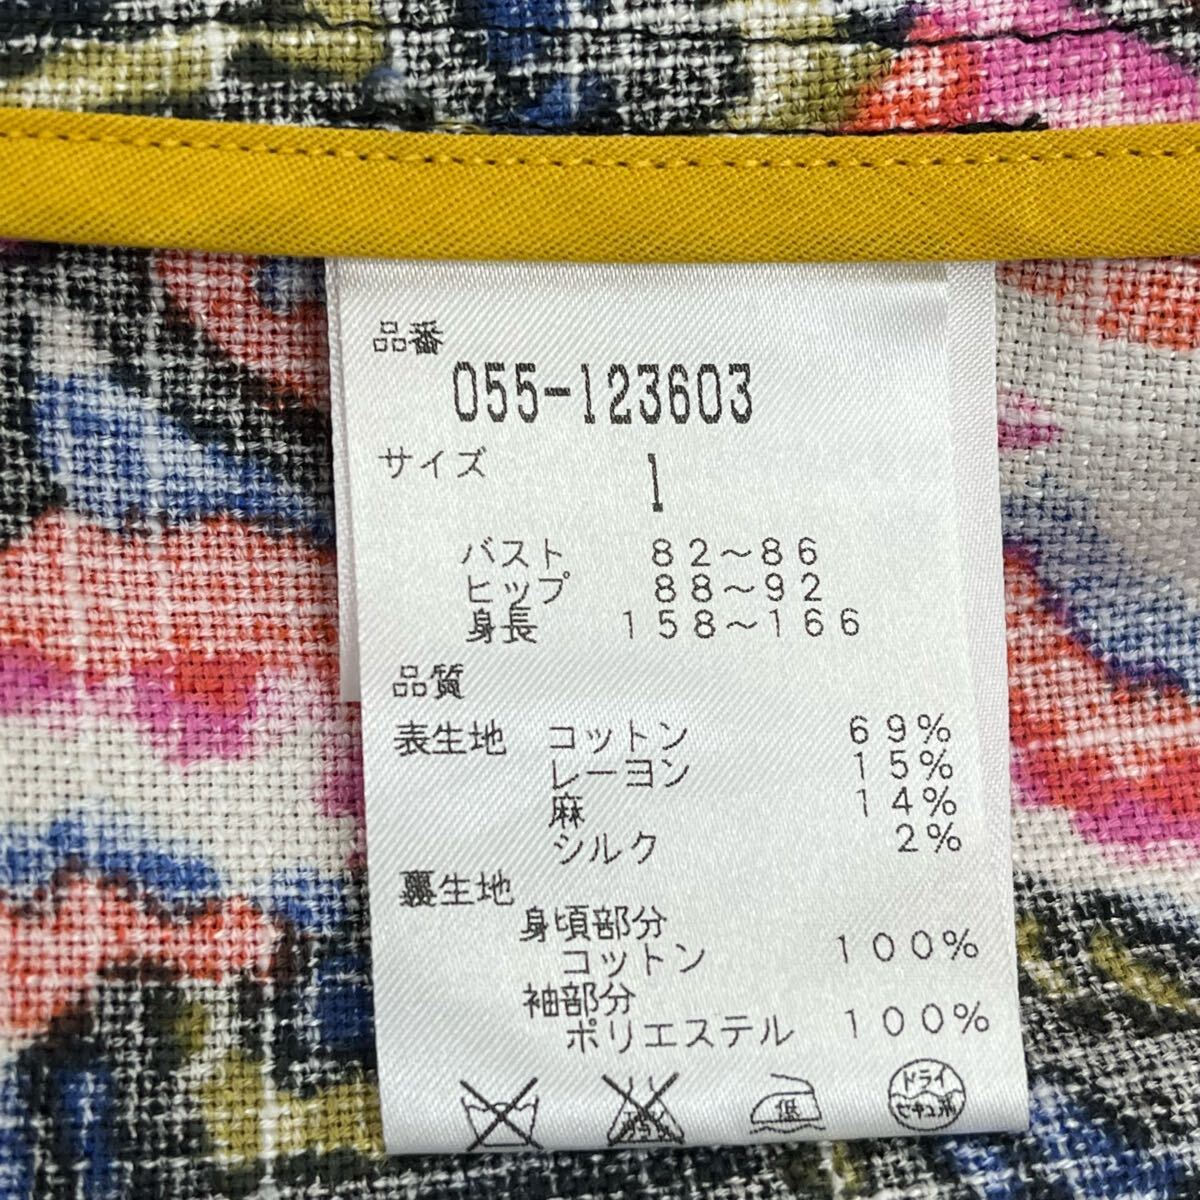 品番
055-123603
サイズ 1
バスト 82〜86
ヒップ 88〜92
身長 158〜166
品質
表生地 コットン 69%
レーヨン 15%
麻 14%
シルク 2%
裏生地
身頃部分
コットン 100%
袖部分
ポリエステル 100%
低
ドライ
セキユ系